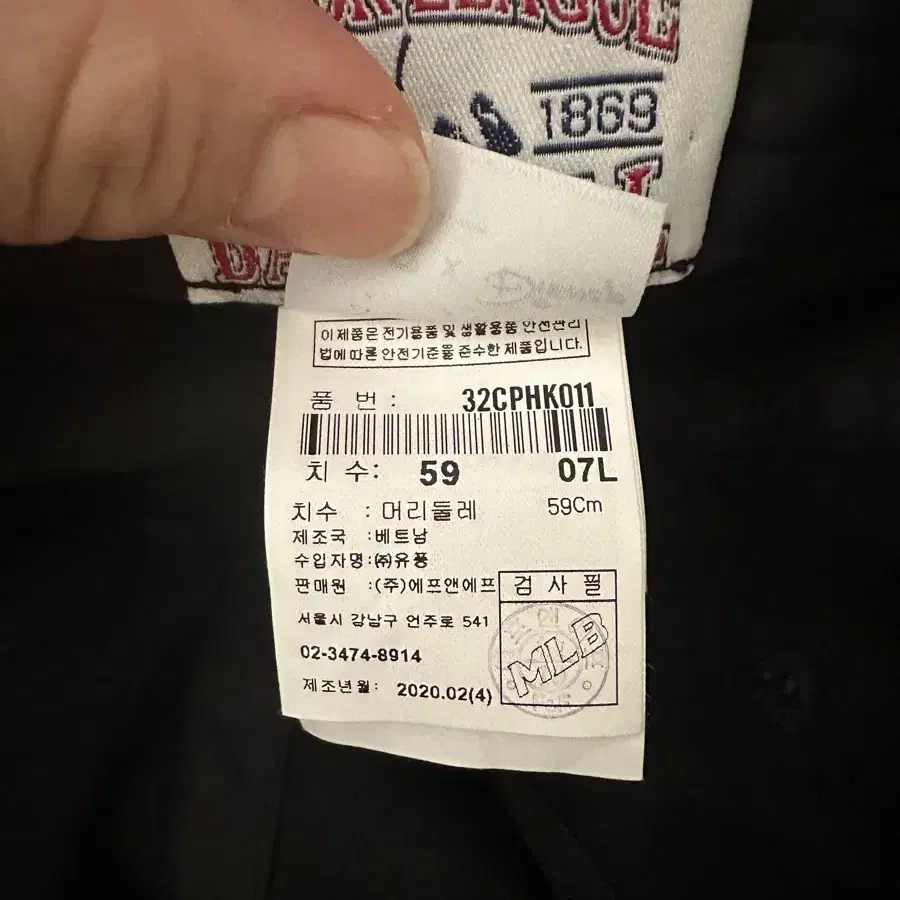 LEAGUE
1869
이 제품은 전기용품 및 생활용품 안전관리
법에 따른 안전기준을 준수한 제품입니다.
품 번 : 32CPHK011
치 수: 59 07L
치수 : 머리둘레 59Cm
제조국 :베트남
수입자명:㈜유풍
판매원 :(주)에프앤에프
검 사 필
서울시 강남구 언주로 541
MLB
02-3474-8914
제조년월: 2020.02(4)